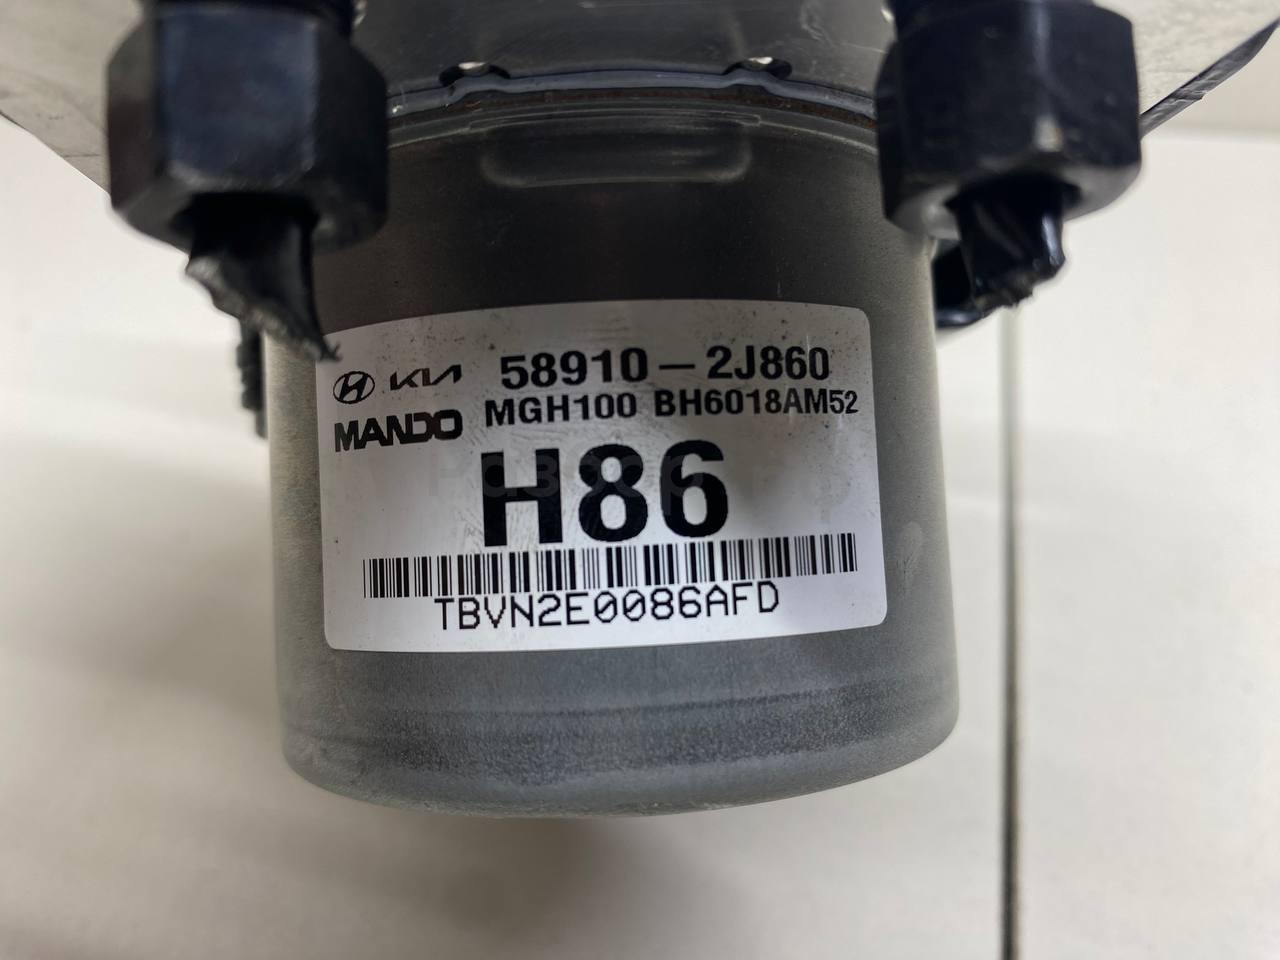 KIA 58910-2J860
MANDO MGH100 BH6018AM52
H86
TBVN2E0086AFD